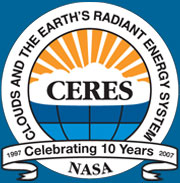 CLOUDS AND THE EARTH'S RADIANT ENERGY SYSTEM
CERES
1997 Celebrating 10 Years 2007
NASA